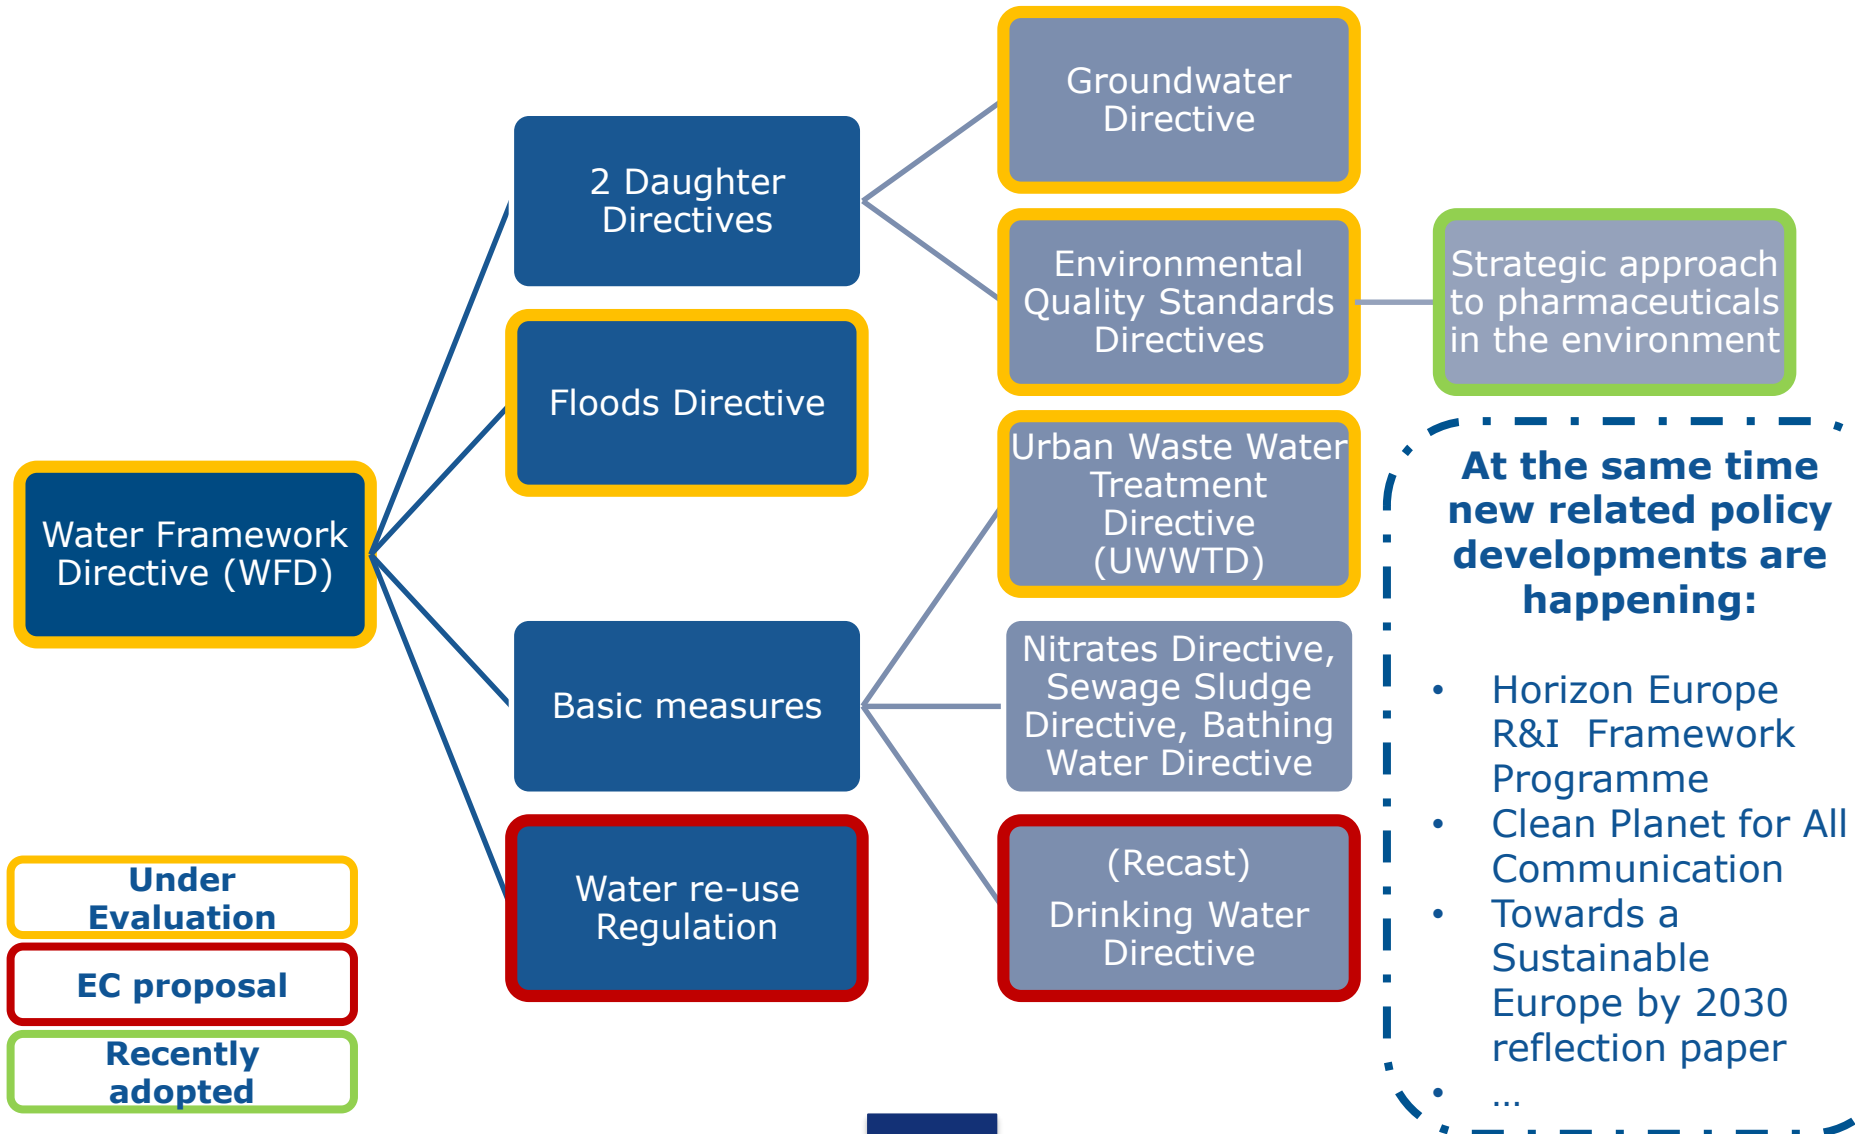 Groundwater
Directive
2 Daughter
Directives
Environmental
Quality Standards
Directives
Strategic approach
to pharmaceuticals
in the environment
Floods Directive
Urban Waste Water
Treatment
Directive
(UWWTD)
Water Framework
Directive (WFD)
Basic measures
Nitrates Directive,
Sewage Sludge
Directive, Bathing
Water Directive
Water re-use
Regulation
(Recast)
Drinking Water
Directive
At the same time
new related policy
developments are
happening:
• Horizon Europe
R&I Framework
Programme
• Clean Planet for All
Communication
• Towards a
Sustainable
Europe by 2030
reflection paper
• ...
Under
Evaluation
EC proposal
Recently
adopted